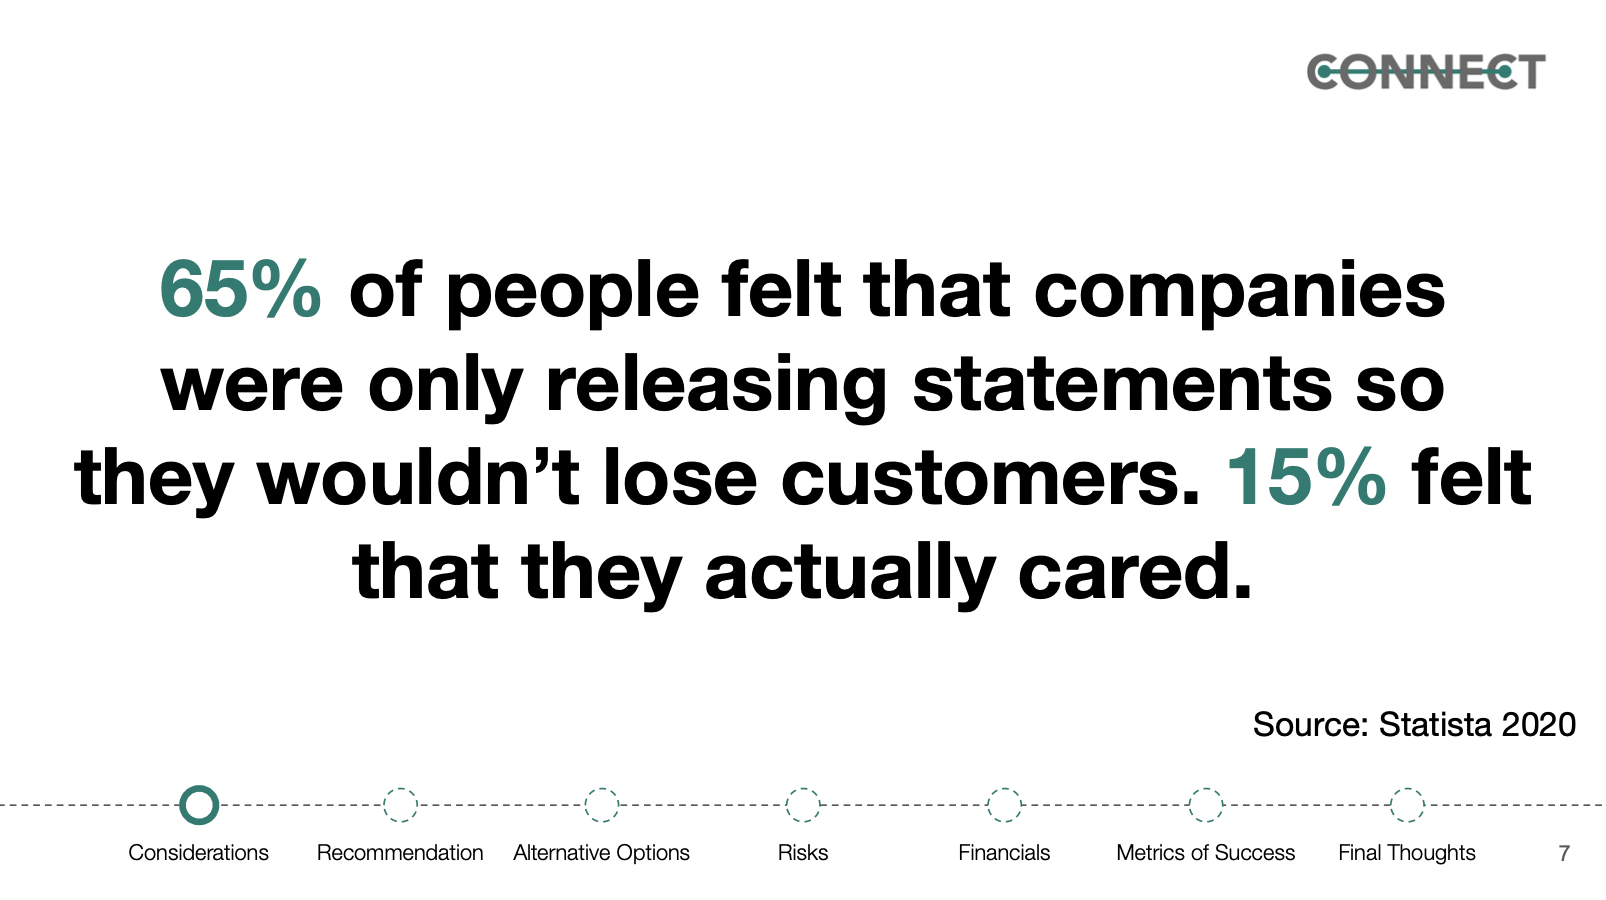 CONNECT
65% of people felt that companies
were only releasing statements so
they wouldn’t lose customers. 15% felt
that they actually cared.
Source: Statista 2020
Considerations Recommendation Alternative Options Risks Financials Metrics of Success Final Thoughts 7